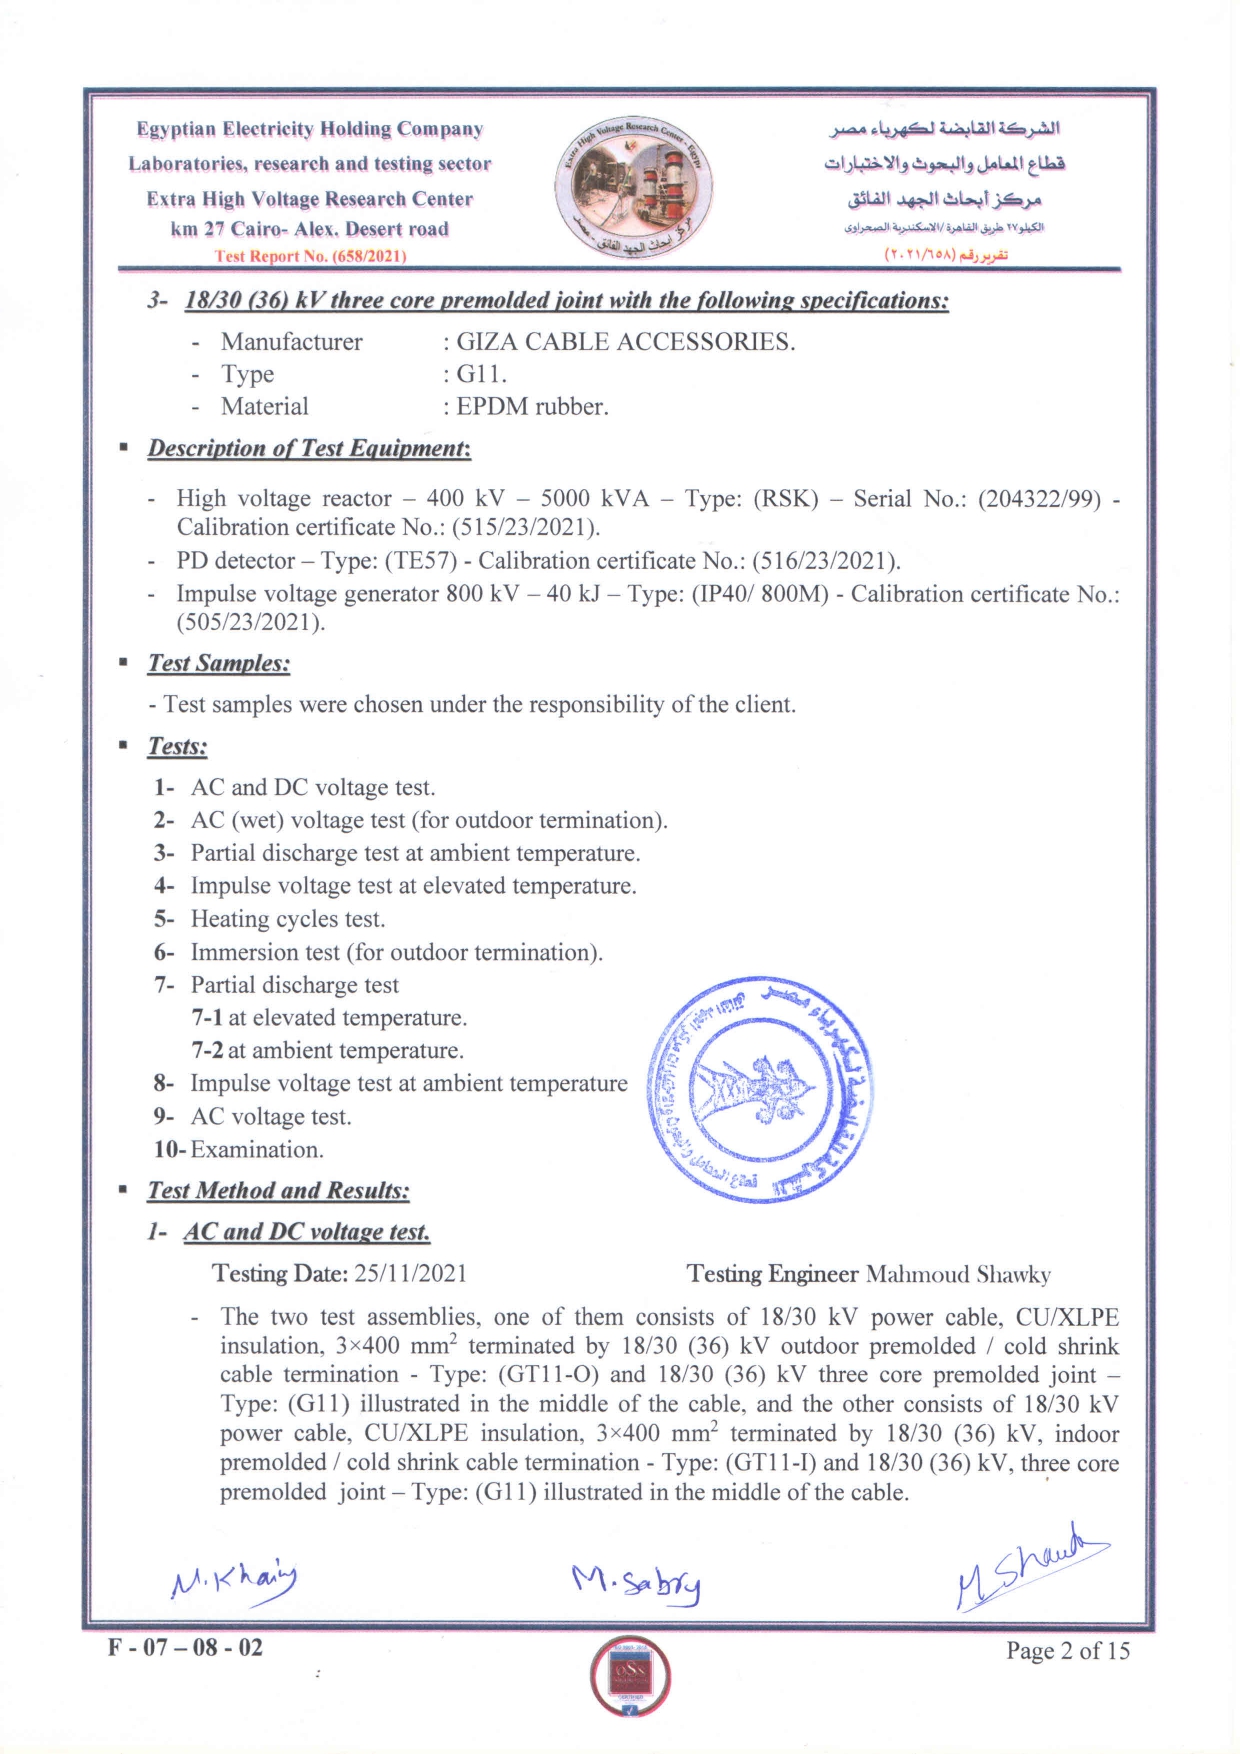 Egyptian Electricity Holding Company
Laboratories, research and testing sector
Extra High Voltage Research Center
km 27 Cairo- Alex. Desert road
Test Report No. (658/2021)
Extra High Voltage Research Center - Egypt
مركز أبحاث الجهد الفائق - مصر
الشركة القابضة لكهرباء مصر
قطاع المعامل والبحوث والاختبارات
مركز أبحاث الجهد الفائق
الكيلو ٢٧ طريق القاهرة /الاسكندرية الصحراوى
تقرير رقم (٢٠٢١/٦٥٨)
3- 18/30 (36) kV three core premolded joint with the following specifications:
- Manufacturer : GIZA CABLE ACCESSORIES.
- Type : G11.
- Material : EPDM rubber.
▪ Description of Test Equipment:
- High voltage reactor – 400 kV – 5000 kVA – Type: (RSK) – Serial No.: (204322/99) -
Calibration certificate No.: (515/23/2021).
- PD detector – Type: (TE57) - Calibration certificate No.: (516/23/2021).
- Impulse voltage generator 800 kV – 40 kJ – Type: (IP40/ 800M) - Calibration certificate No.:
(505/23/2021).
▪ Test Samples:
- Test samples were chosen under the responsibility of the client.
▪ Tests:
1- AC and DC voltage test.
2- AC (wet) voltage test (for outdoor termination).
3- Partial discharge test at ambient temperature.
4- Impulse voltage test at elevated temperature.
5- Heating cycles test.
6- Immersion test (for outdoor termination).
7- Partial discharge test
7-1 at elevated temperature.
7-2 at ambient temperature.
8- Impulse voltage test at ambient temperature
9- AC voltage test.
10- Examination.
الشركة القابضة لكهرباء مصر
▪ Test Method and Results:
1- AC and DC voltage test.
Testing Date: 25/11/2021 Testing Engineer Mahmoud Shawky
- The two test assemblies, one of them consists of 18/30 kV power cable, CU/XLPE
insulation, 3×400 mm² terminated by 18/30 (36) kV outdoor premolded / cold shrink
cable termination - Type: (GT11-O) and 18/30 (36) kV three core premolded joint –
Type: (G11) illustrated in the middle of the cable, and the other consists of 18/30 kV
power cable, CU/XLPE insulation, 3×400 mm² terminated by 18/30 (36) kV, indoor
premolded / cold shrink cable termination - Type: (GT11-I) and 18/30 (36) kV, three core
premolded joint – Type: (G11) illustrated in the middle of the cable.
M.Khairy M.Sabry M Shawky
F - 07 – 08 - 02
Page 2 of 15